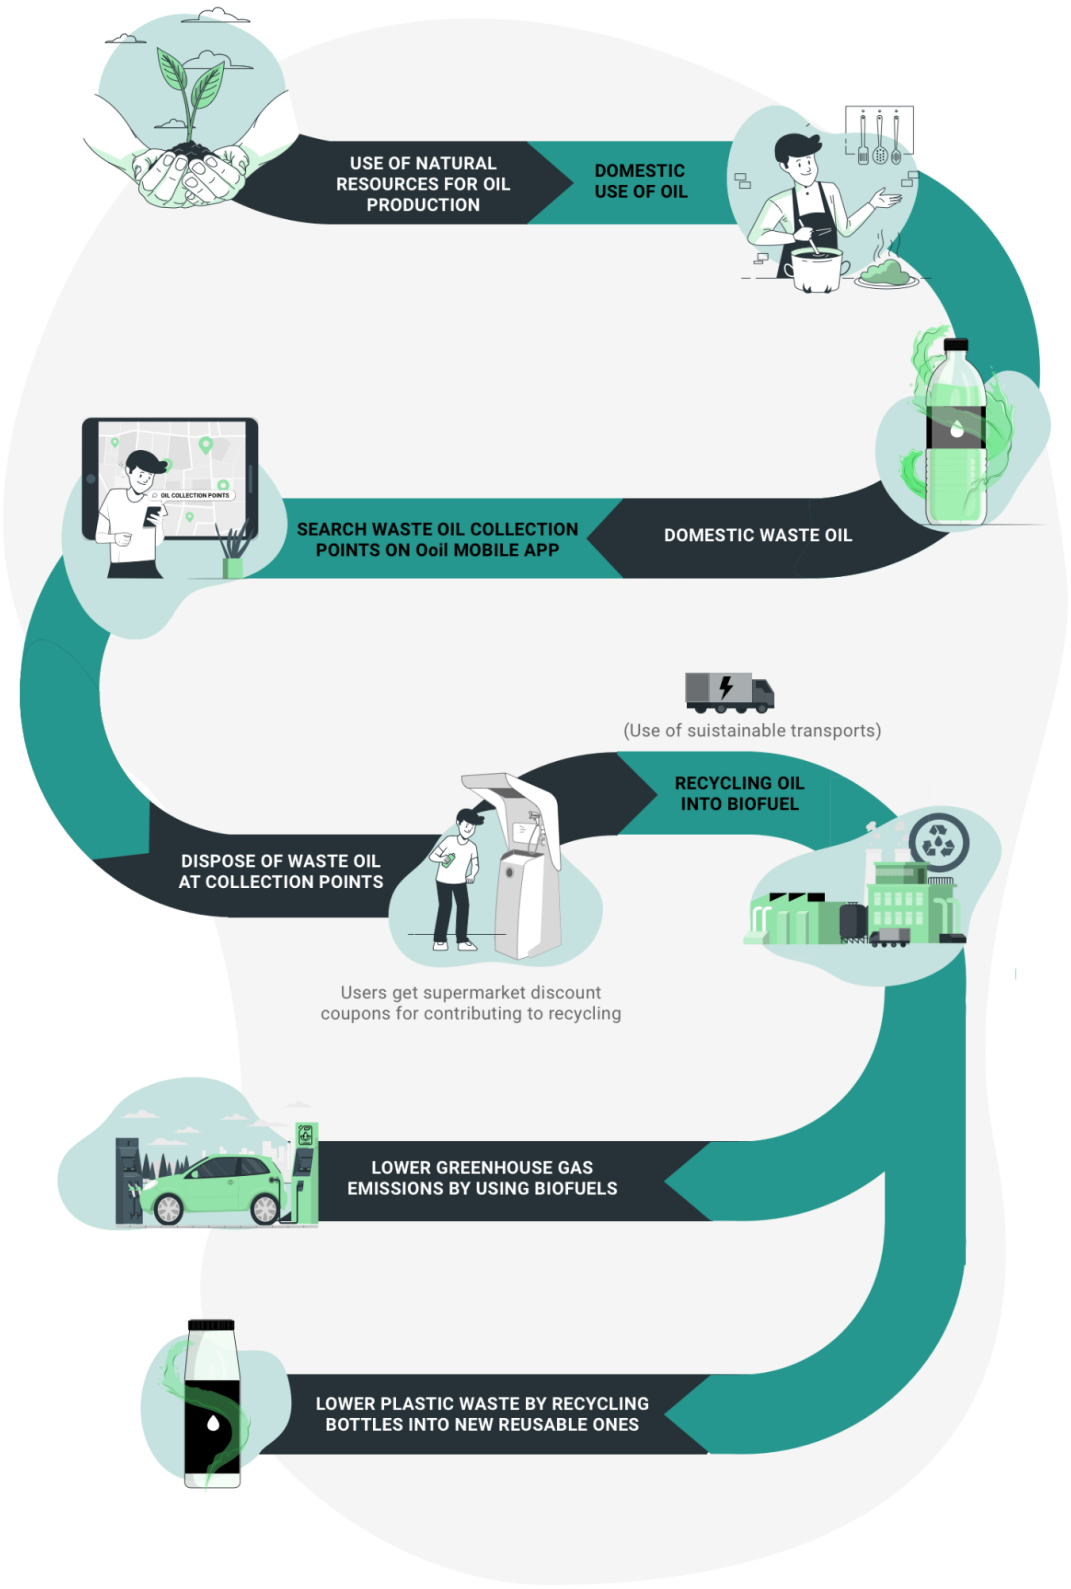 USE OF NATURAL
RESOURCES FOR OIL
PRODUCTION
DOMESTIC
USE OF OIL
OIL COLLECTION POINTS
SEARCH WASTE OIL COLLECTION
POINTS ON Ooil MOBILE APP
DOMESTIC WASTE OIL
(Use of suistainable transports)
RECYCLING OIL
INTO BIOFUEL
DISPOSE OF WASTE OIL
AT COLLECTION POINTS
Users get supermarket discount
coupons for contributing to recycling
LOWER GREENHOUSE GAS
EMISSIONS BY USING BIOFUELS
LOWER PLASTIC WASTE BY RECYCLING
BOTTLES INTO NEW REUSABLE ONES